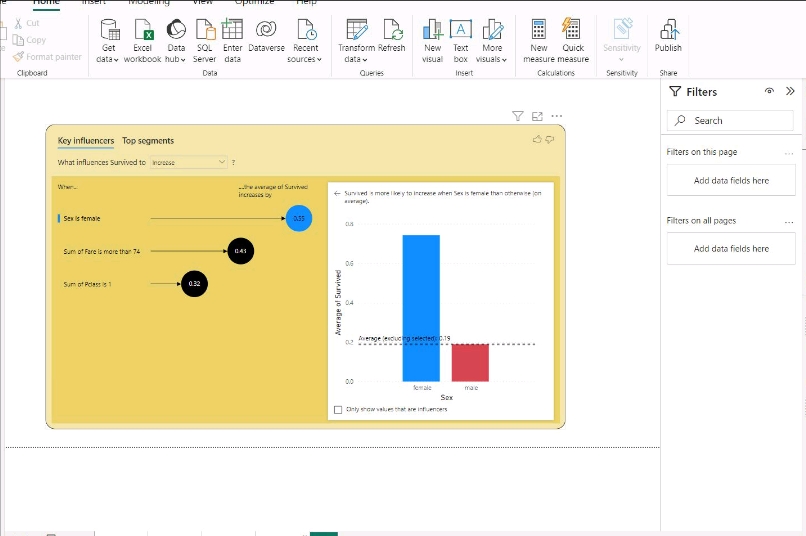 Home Insert Modeling View Optimize Help
Cut
Copy
Format painter
Clipboard
Get data
Excel workbook
Data hub
SQL Server
Enter data
Dataverse
Recent sources
Data
Transform data
Refresh
Queries
New visual
Text box
More visuals
Insert
New measure
Quick measure
Calculations
Sensitivity
Sensitivity
Publish
Share
Filters
Search
Filters on this page
Add data fields here
Filters on all pages
Add data fields here
Key influencers Top segments
What influences Survived to Increase ?
When...
....the average of Survived
increases by
Sex is female
0.55
Sum of Fare is more than 74
0.43
Sum of Pclass is 1
0.32
Survived is more likely to increase when Sex is female than otherwise (on
average).
Average of Survived
0.8
0.6
0.4
0.2
0.0
Average (excluding selected): 0.19
female male
Sex
Only show values that are influencers